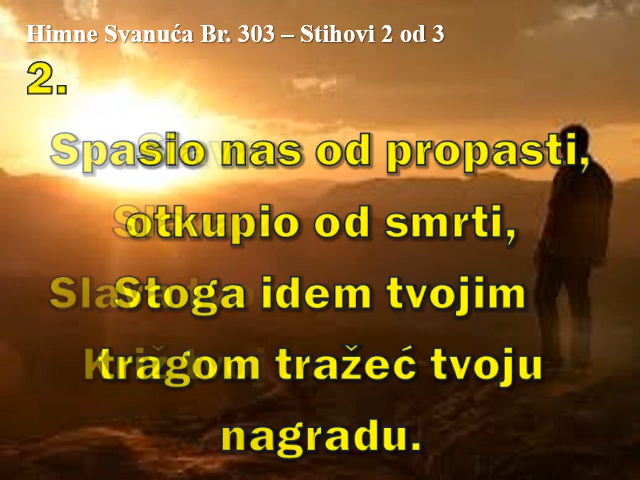 Himne Svanuća Br. 303 – Stihovi 2 od 3
2.
Spasio nas od propasti,
otkupio od smrti,
Stoga idem tvojim
tragom tražeć tvoju
nagradu.